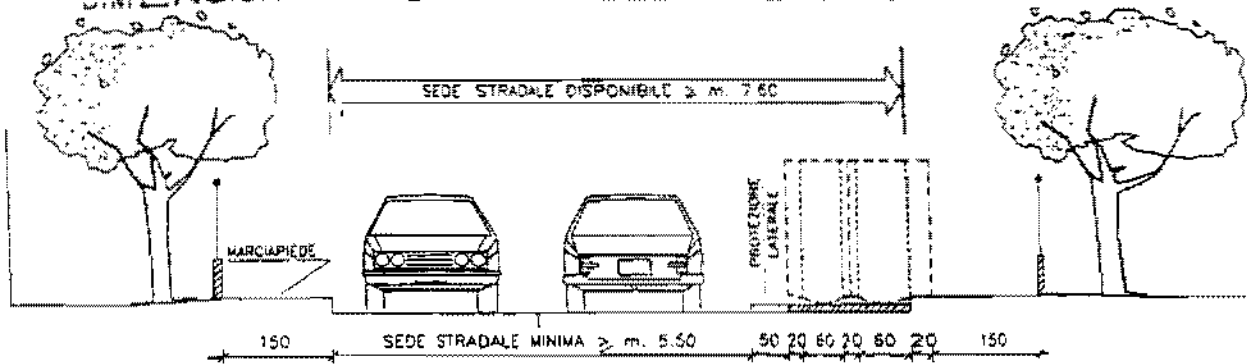 SEDE STRADALE DISPONIBILE ≥ m. 7.60
PROTEZIONE
LATERALE
MARCIAPIEDE
150 SEDE STRADALE MINIMA ≥ m. 5.50 50 20 60 20 60 20 150